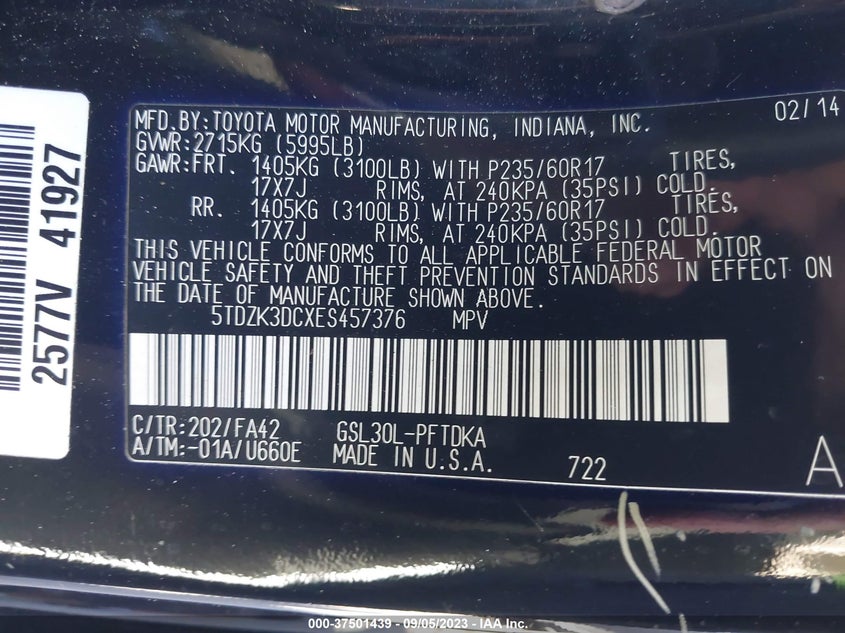 MFD. BY: TOYOTA MOTOR MANUFACTURING, INDIANA, INC. 02/14
GVWR: 2715KG (5995LB)
GAWR: FRT. 1405KG (3100LB) WITH P235/60R17 TIRES,
17X7J RIMS, AT 240KPA (35PSI) COLD.
RR. 1405KG (3100LB) WITH P235/60R17 TIRES,
17X7J RIMS, AT 240KPA (35PSI) COLD.
THIS VEHICLE CONFORMS TO ALL APPLICABLE FEDERAL MOTOR
VEHICLE SAFETY AND THEFT PREVENTION STANDARDS IN EFFECT ON
THE DATE OF MANUFACTURE SHOWN ABOVE.
5TDZK3DCXES457376 MPV
C/TR: 202/FA42 GSL30L-PFTDKA
A/TM: -01A/U660E MADE IN U.S.A. 722 A
2577V 41927
000-37501439 - 09/05/2023 - IAA Inc.